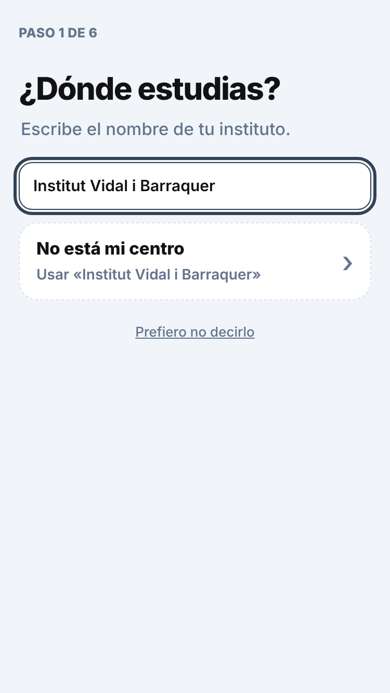 PASO 1 DE 6
¿Dónde estudias?
Escribe el nombre de tu instituto.
Institut Vidal i Barraquer
No está mi centro
Usar «Institut Vidal i Barraquer»
Prefiero no decirlo